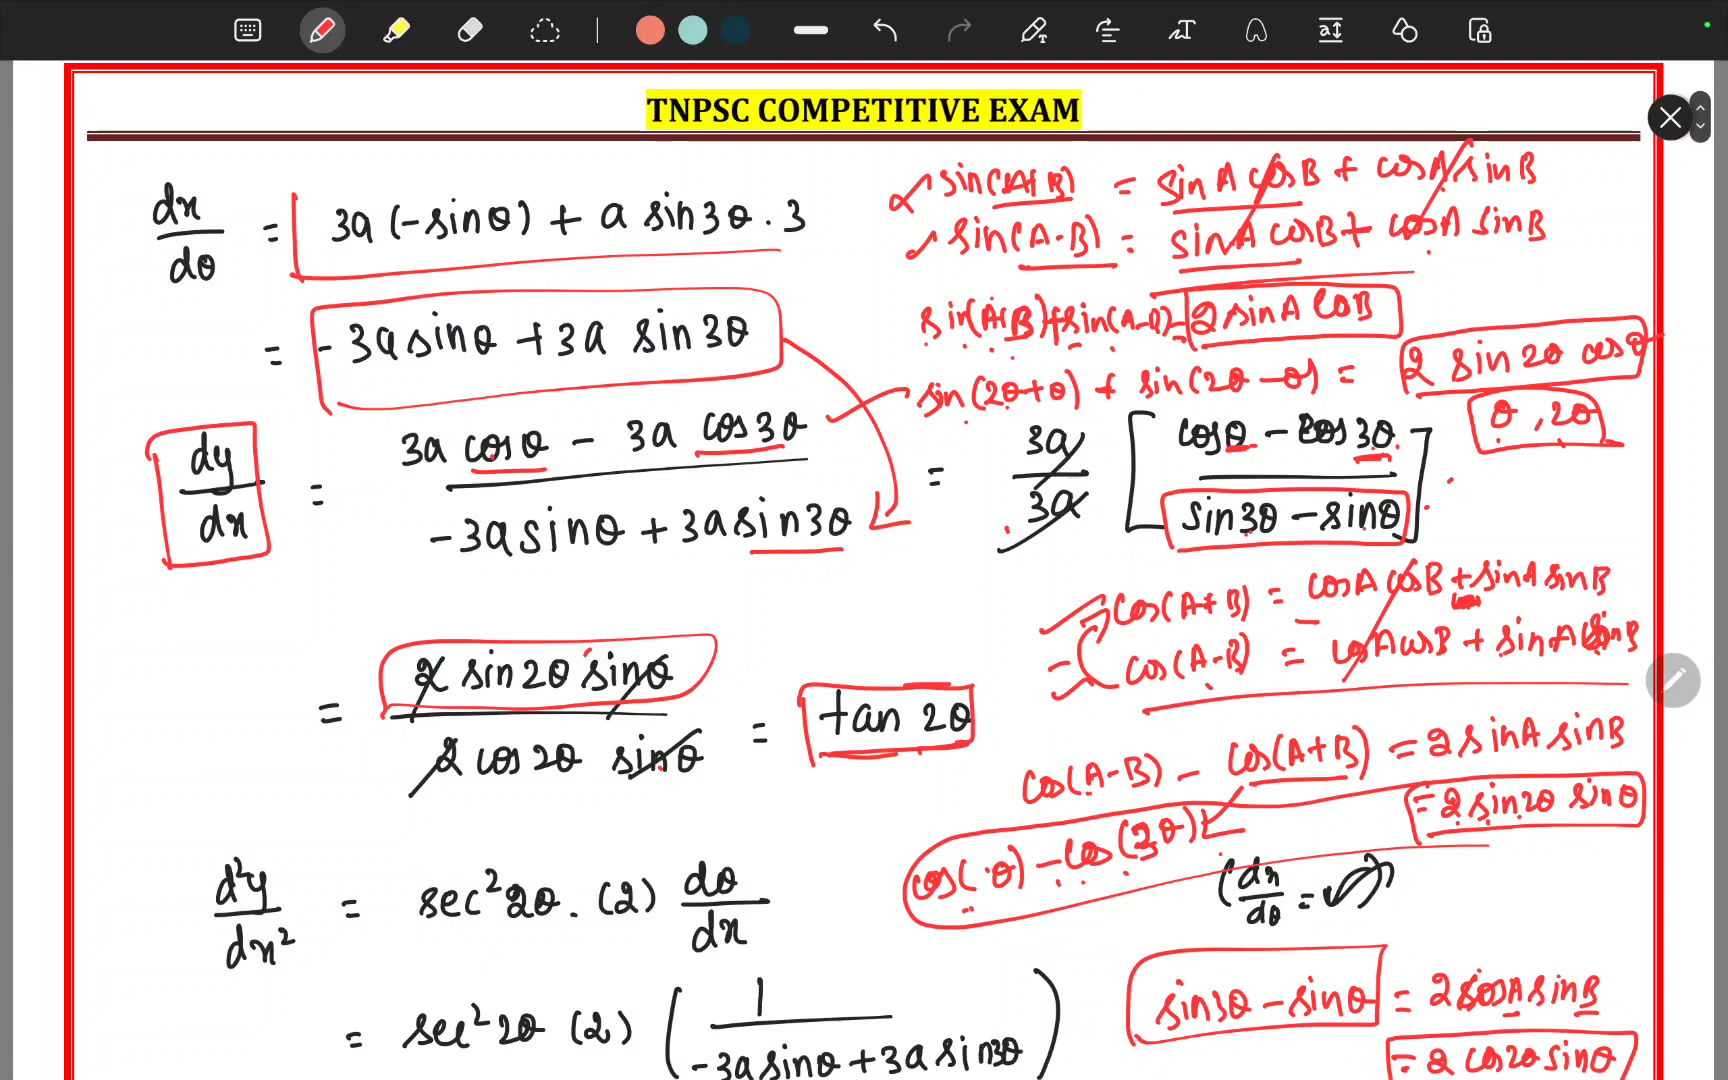 TNPSC COMPETITIVE EXAM
dx/dθ = 3a(-sinθ) + a sin3θ . 3
= -3a sinθ + 3a sin3θ
dy/dx = (3a cosθ - 3a cos3θ) / (-3a sinθ + 3a sin3θ) = 3a/3a [(cosθ - cos3θ) / (sin3θ - sinθ)]
= 2 sin2θ sinθ / 2 cos2θ sinθ = tan 2θ
d²y/dx² = sec²2θ . (2) dθ/dx
= sec²2θ (2) (1 / (-3a sinθ + 3a sin3θ))
sin(A+B) = sinA cosB + cosA sinB
sin(A-B) = sinA cosB + cosA sinB
sin(A+B) + sin(A-B) = 2 sinA cosB
sin(2θ+θ) + sin(2θ-θ) = 2 sin2θ cosθ
θ, 2θ
cos(A+B) = cosA cosB + sinA sinB
cos(A-B) = cosA cosB + sinA sinB
cos(A-B) - cos(A+B) = 2 sinA sinB
= 2 sin2θ sinθ
cos(θ) - cos(3θ)
(dx/dθ = )
sin3θ - sinθ = 2 cosA sinB
= 2 cos2θ sinθ